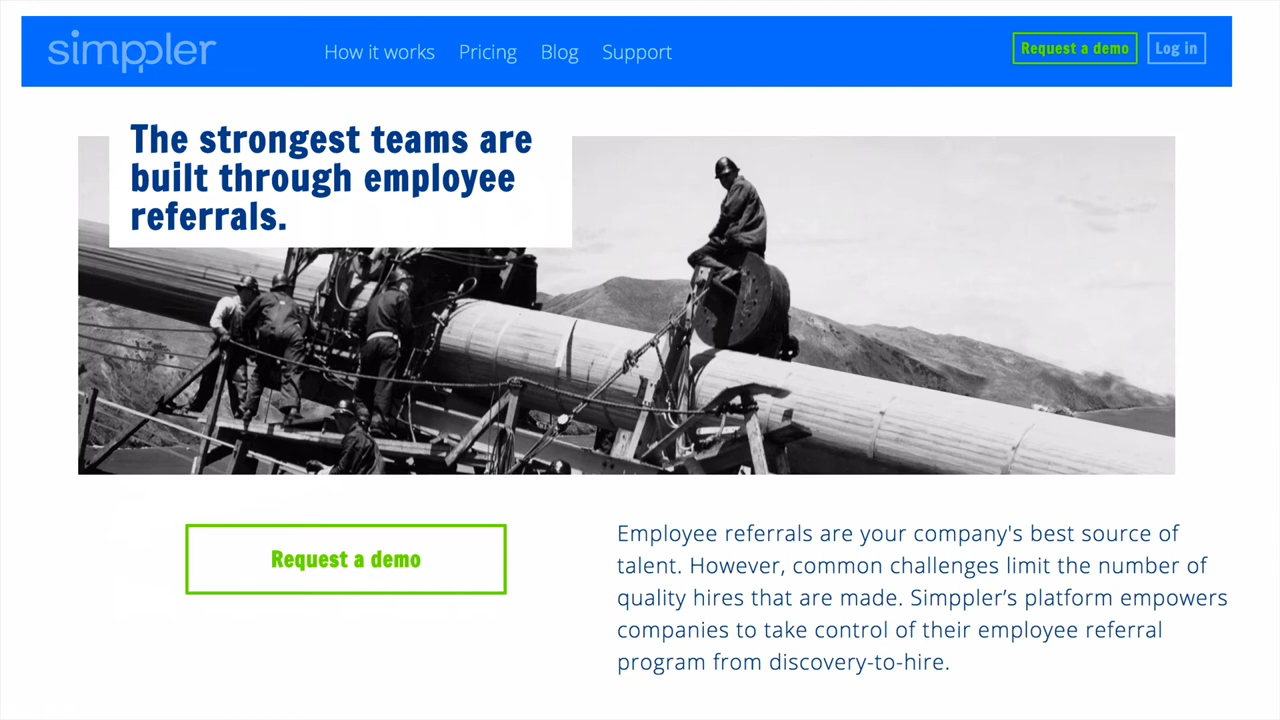 simppler
How it works Pricing Blog Support
Request a demo Log in
The strongest teams are
built through employee
referrals.
Request a demo
Employee referrals are your company's best source of
talent. However, common challenges limit the number of
quality hires that are made. Simppler’s platform empowers
companies to take control of their employee referral
program from discovery-to-hire.